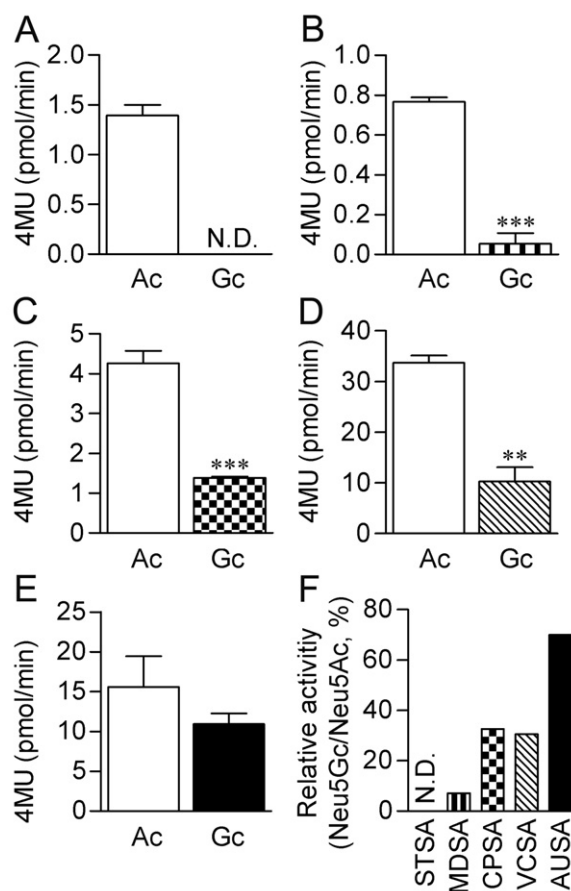 A
4MU (pmol/min)
2.0
1.5
1.0
0.5
0.0
N.D.
Ac Gc
B
4MU (pmol/min)
1.0
0.8
0.6
0.4
0.2
0.0
***
Ac Gc
C
4MU (pmol/min)
5
4
3
2
1
0
***
Ac Gc
D
4MU (pmol/min)
40
30
20
10
0
**
Ac Gc
E
4MU (pmol/min)
25
20
15
10
5
0
Ac Gc
F
Relative activitiy
(Neu5Gc/Neu5Ac, %)
80
60
40
20
0
N.D.
STSA
MDSA
CPSA
VCSA
AUSA